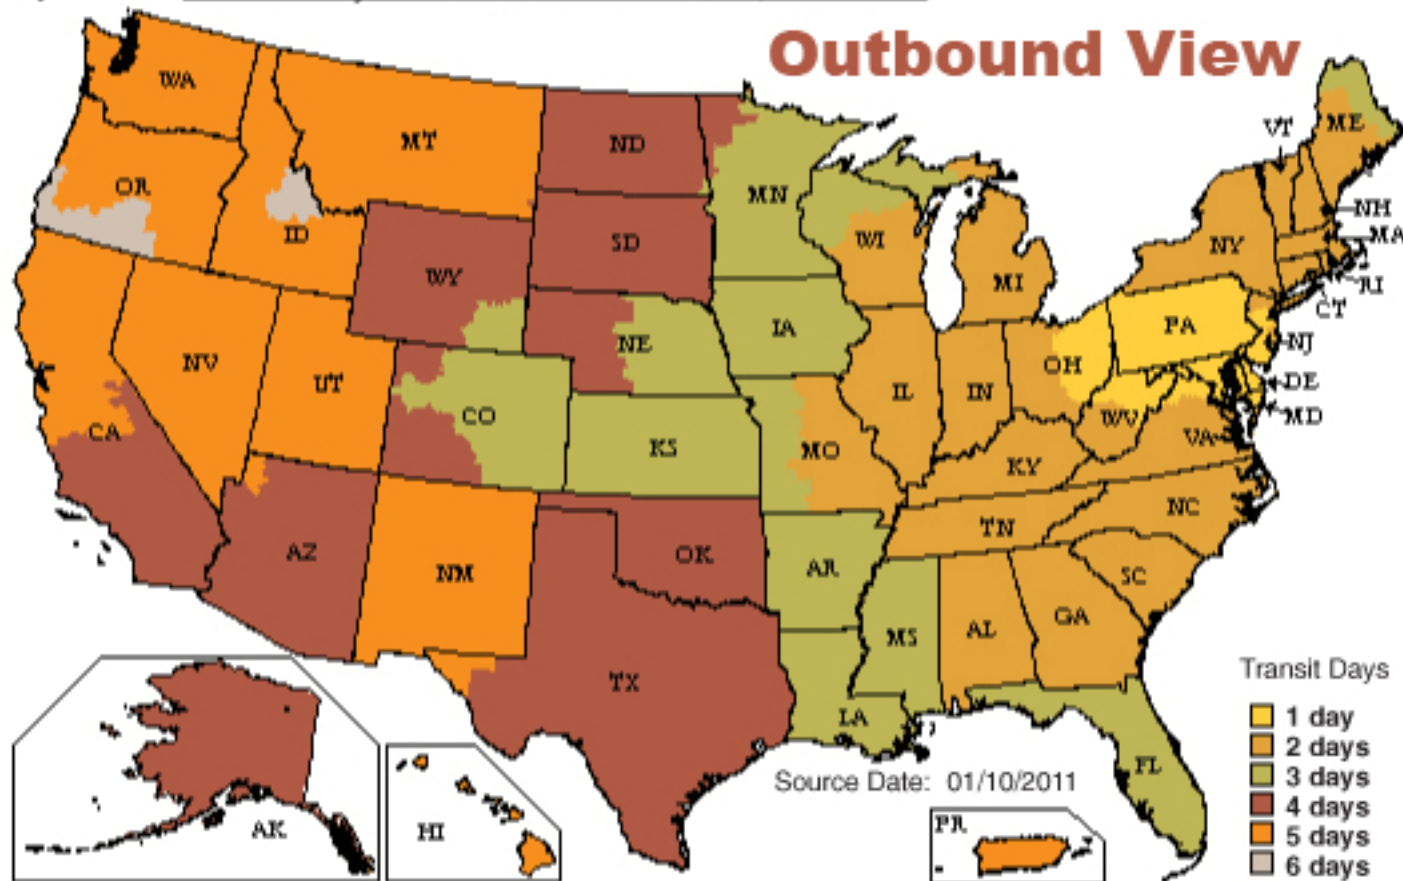 Outbound View
WA
MT
ND
MN
ME
VT
OR
ID
SD
WI
NH
MA
NY
WY
MI
RI
CT
NV
UT
NE
IA
PA
NJ
OH
CO
IL
IN
DE
MD
CA
KS
MO
WV
VA
KY
AZ
NM
OK
AR
TN
NC
SC
MS
AL
GA
TX
LA
FL
AK
HI
PR
Transit Days
1 day
2 days
3 days
4 days
5 days
6 days
Source Date: 01/10/2011